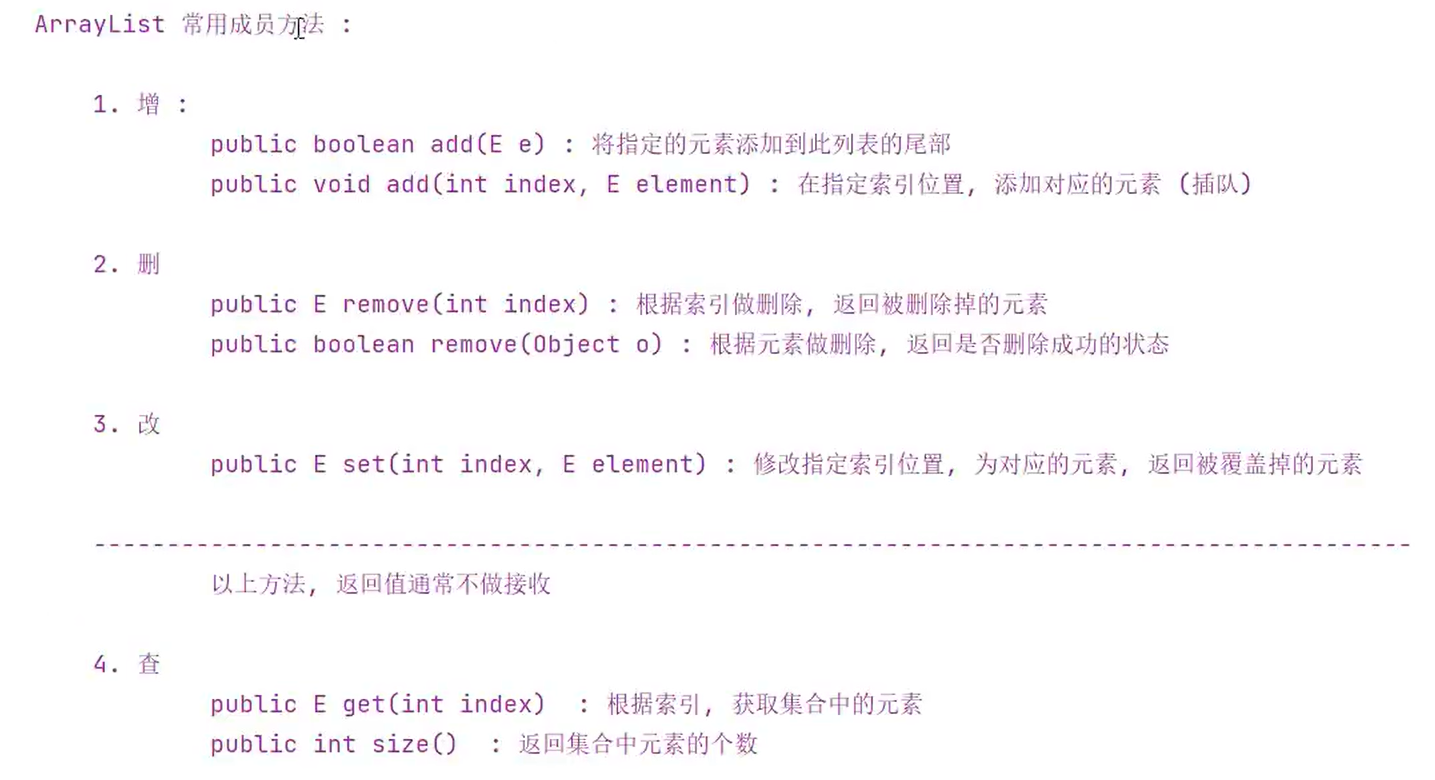 ArrayList 常用成员方法 :
1. 增 :
public boolean add(E e) : 将指定的元素添加到此列表的尾部
public void add(int index, E element) : 在指定索引位置, 添加对应的元素 (插队)
2. 删
public E remove(int index) : 根据索引做删除, 返回被删除掉的元素
public boolean remove(Object o) : 根据元素做删除, 返回是否删除成功的状态
3. 改
public E set(int index, E element) : 修改指定索引位置, 为对应的元素, 返回被覆盖掉的元素
------------------------------------------------------------------------------------------
以上方法, 返回值通常不做接收
4. 查
public E get(int index)  : 根据索引, 获取集合中的元素
public int size()  : 返回集合中元素的个数